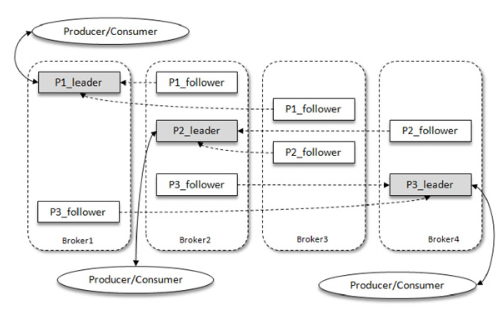 Producer/Consumer
P1_leader
P1_follower
P1_follower
P2_leader
P2_follower
P2_follower
P3_follower
P3_leader
P3_follower
Broker1
Broker2
Broker3
Broker4
Producer/Consumer
Producer/Consumer